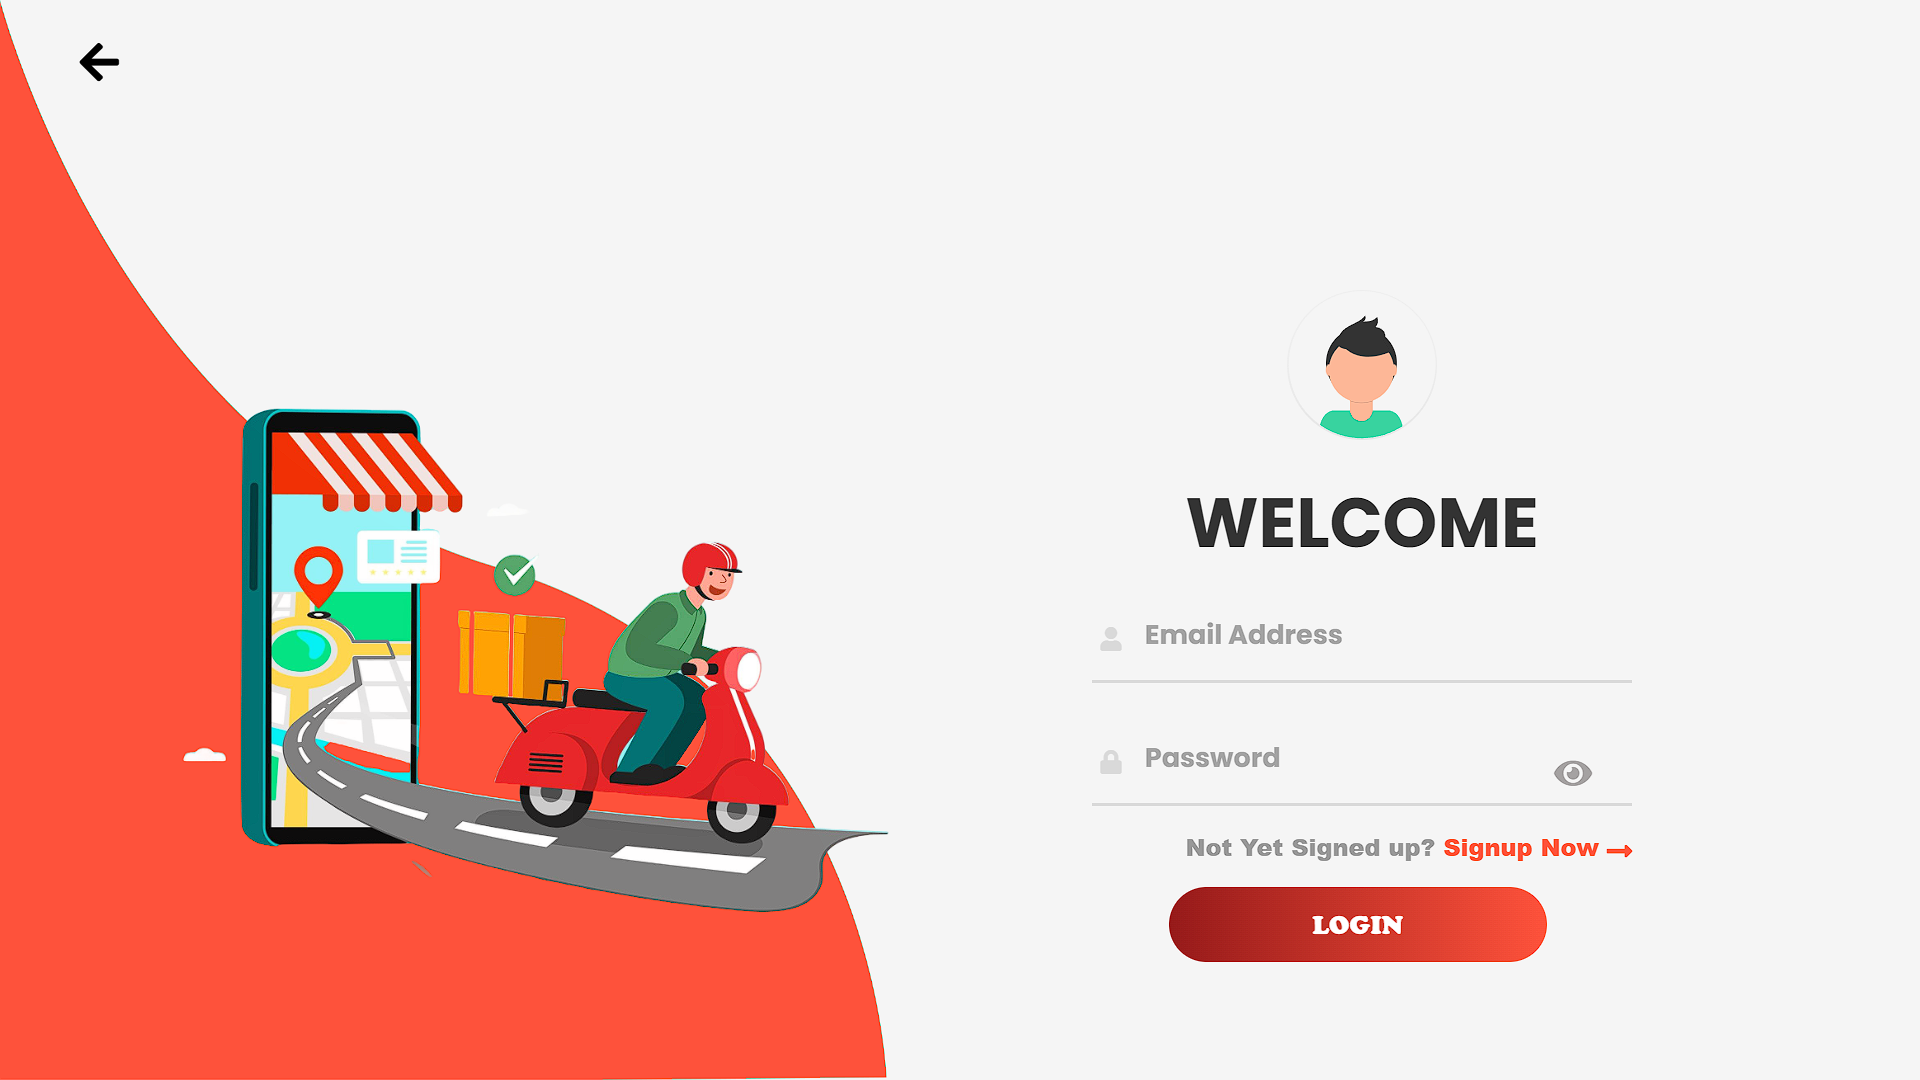 WELCOME
Email Address
Password
Not Yet Signed up? Signup Now
LOGIN